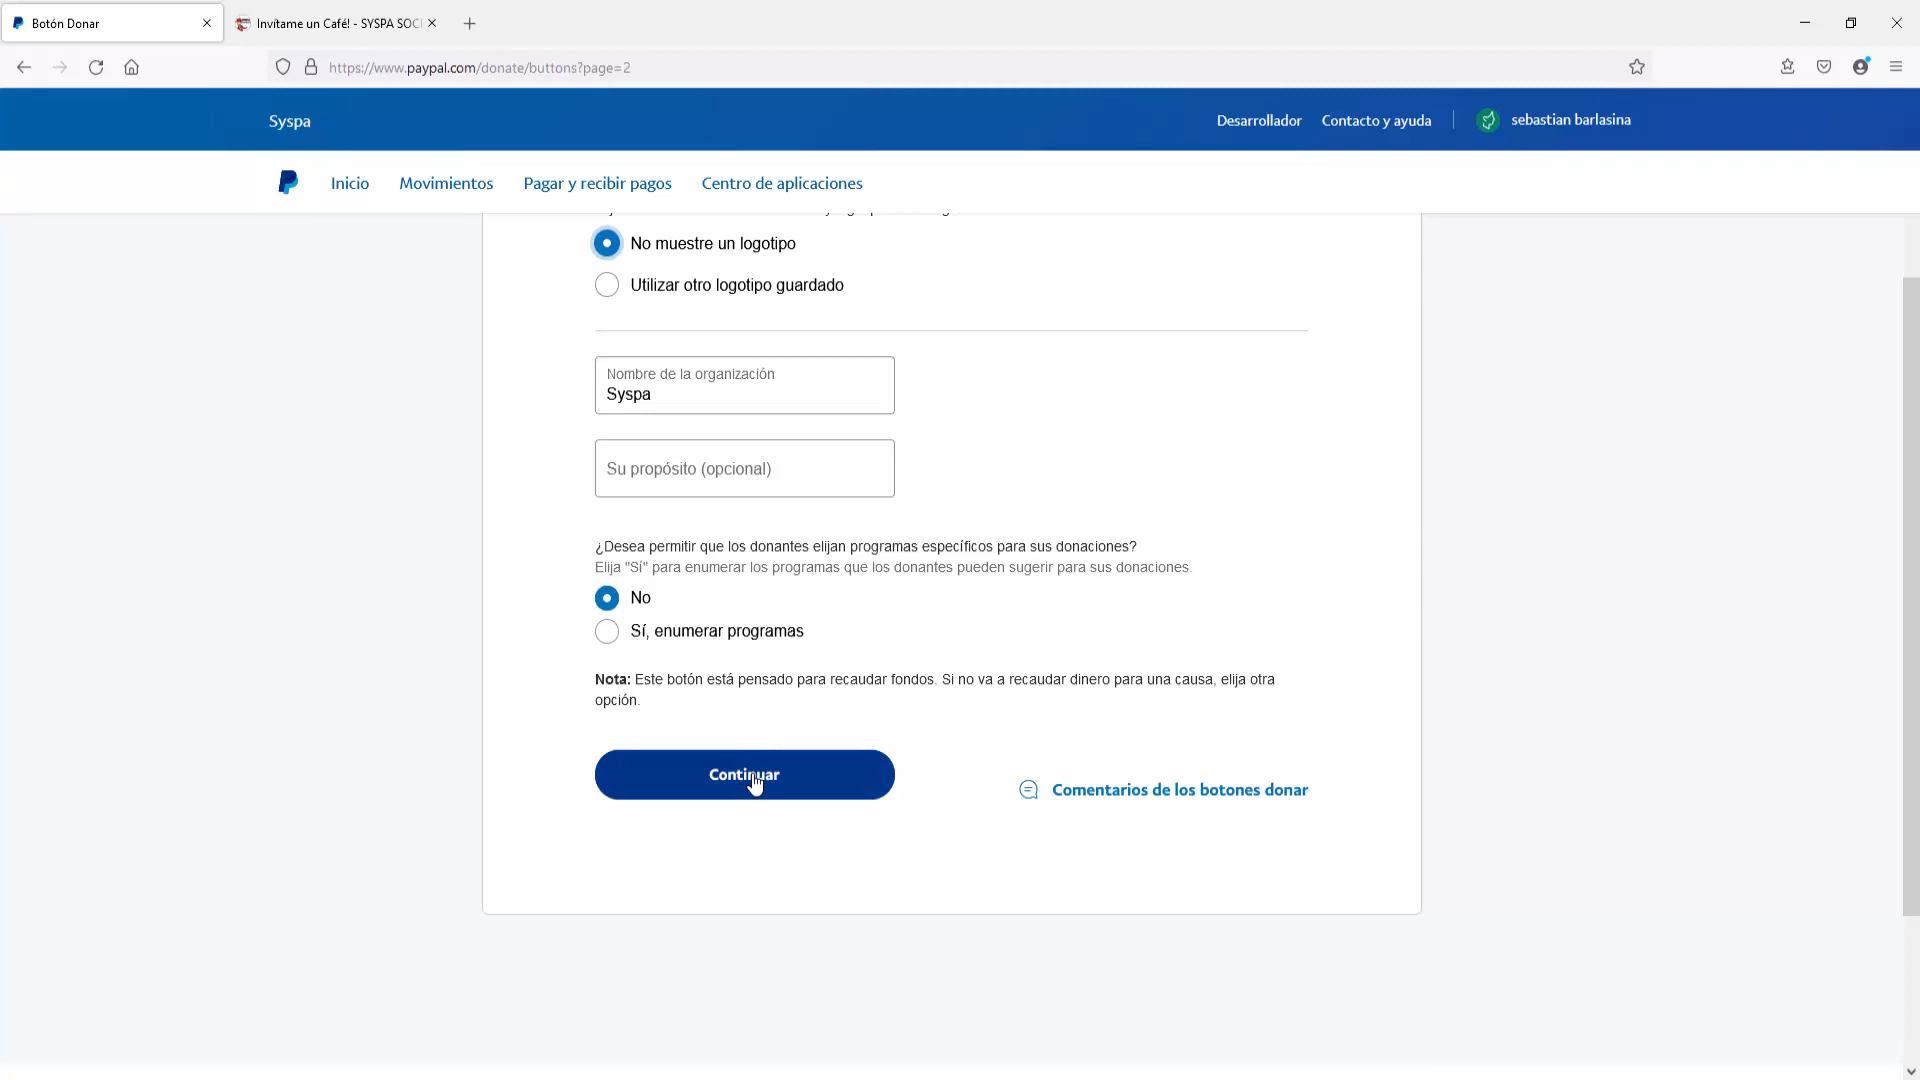 Botón Donar
Invítame un Café! - SYSPA SOCI
https://www.paypal.com/donate/buttons?page=2
Syspa
Desarrollador
Contacto y ayuda
sebastian barlasina
Inicio
Movimientos
Pagar y recibir pagos
Centro de aplicaciones
No muestre un logotipo
Utilizar otro logotipo guardado
Nombre de la organización
Syspa
Su propósito (opcional)
¿Desea permitir que los donantes elijan programas específicos para sus donaciones?
Elija "Sí" para enumerar los programas que los donantes pueden sugerir para sus donaciones.
No
Sí, enumerar programas
Nota: Este botón está pensado para recaudar fondos. Si no va a recaudar dinero para una causa, elija otra
opción.
Continuar
Comentarios de los botones donar